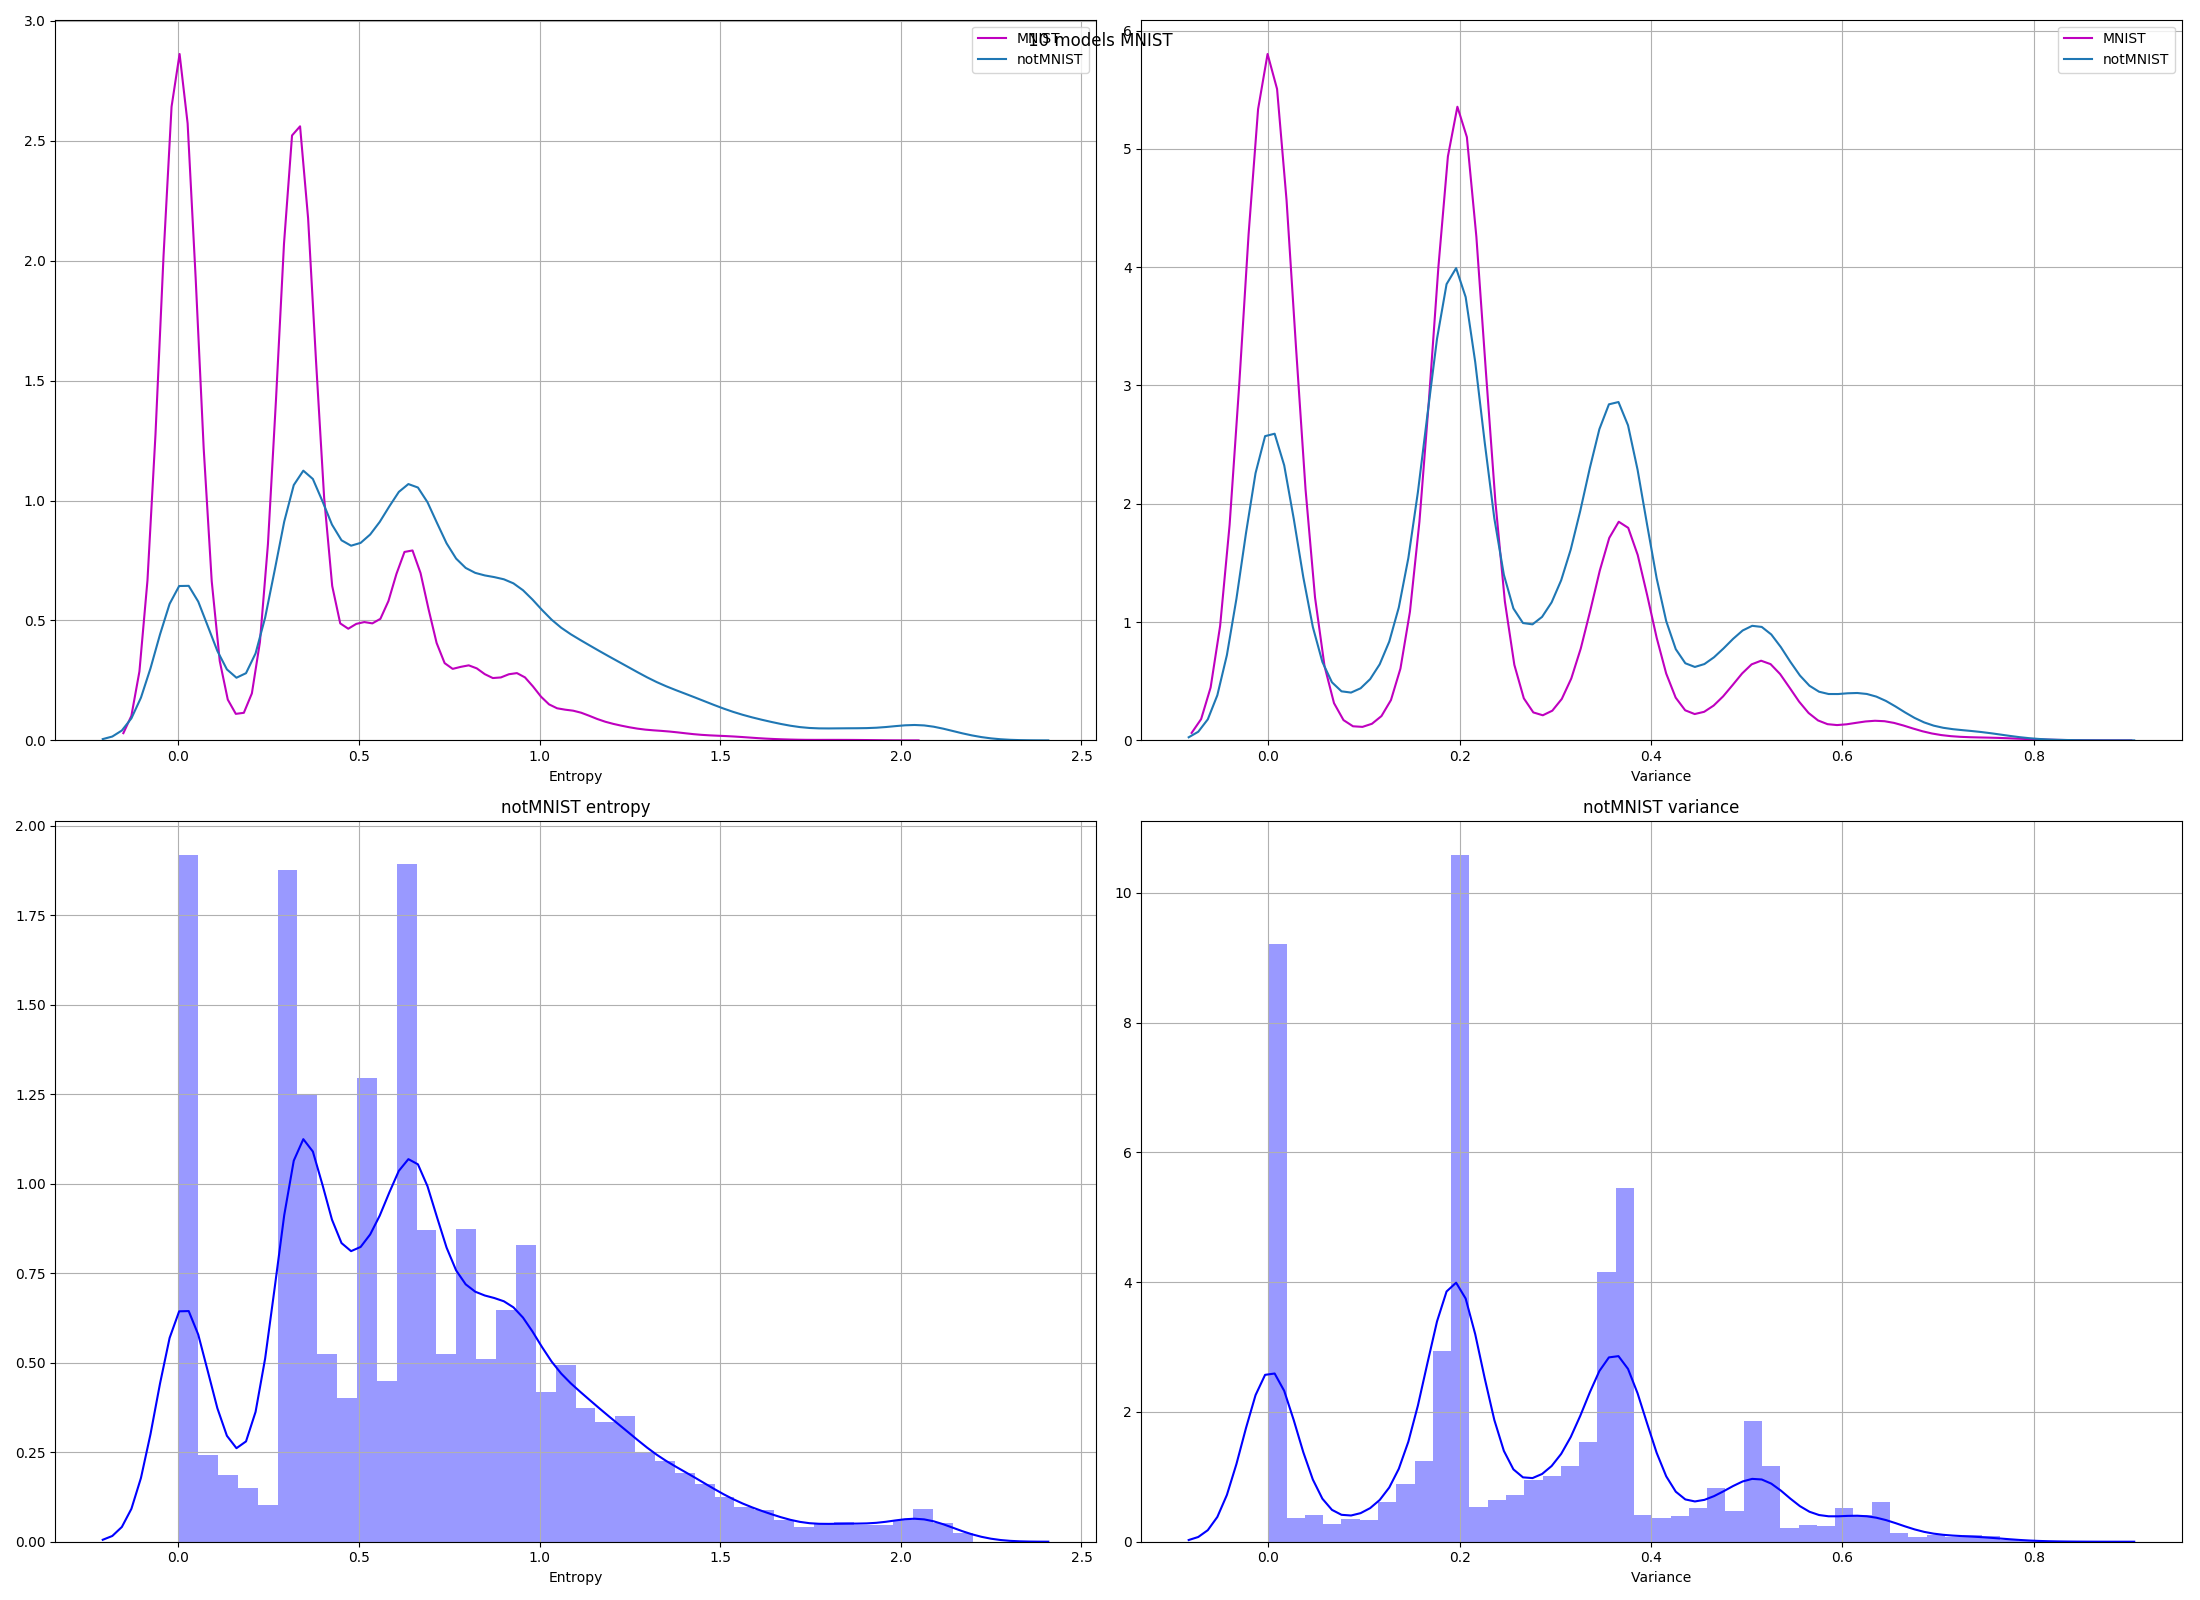 10 models MNIST
3.0
2.5
2.0
1.5
1.0
0.5
0.0
MNIST
notMNIST
0.0 0.5 1.0 1.5 2.0 2.5
Entropy
6
5
4
3
2
1
0
MNIST
notMNIST
0.0 0.2 0.4 0.6 0.8
Variance
notMNIST entropy
2.00
1.75
1.50
1.25
1.00
0.75
0.50
0.25
0.00
0.0 0.5 1.0 1.5 2.0 2.5
Entropy
notMNIST variance
10
8
6
4
2
0
0.0 0.2 0.4 0.6 0.8
Variance